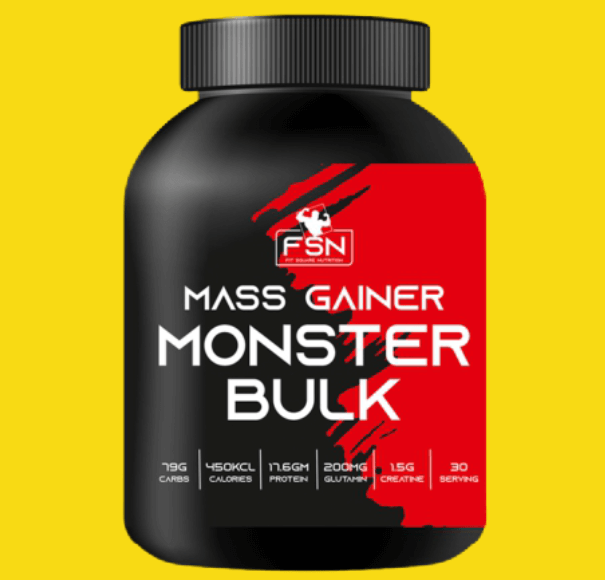 FSN
FIT SQUARE NUTRITION
MASS GAINER
MONSTER
BULK
79G 450KCL 17.6GM 200MG 1.5G 30
CARBS CALORIES PROTEIN GLUTAMIN CREATINE SERVING